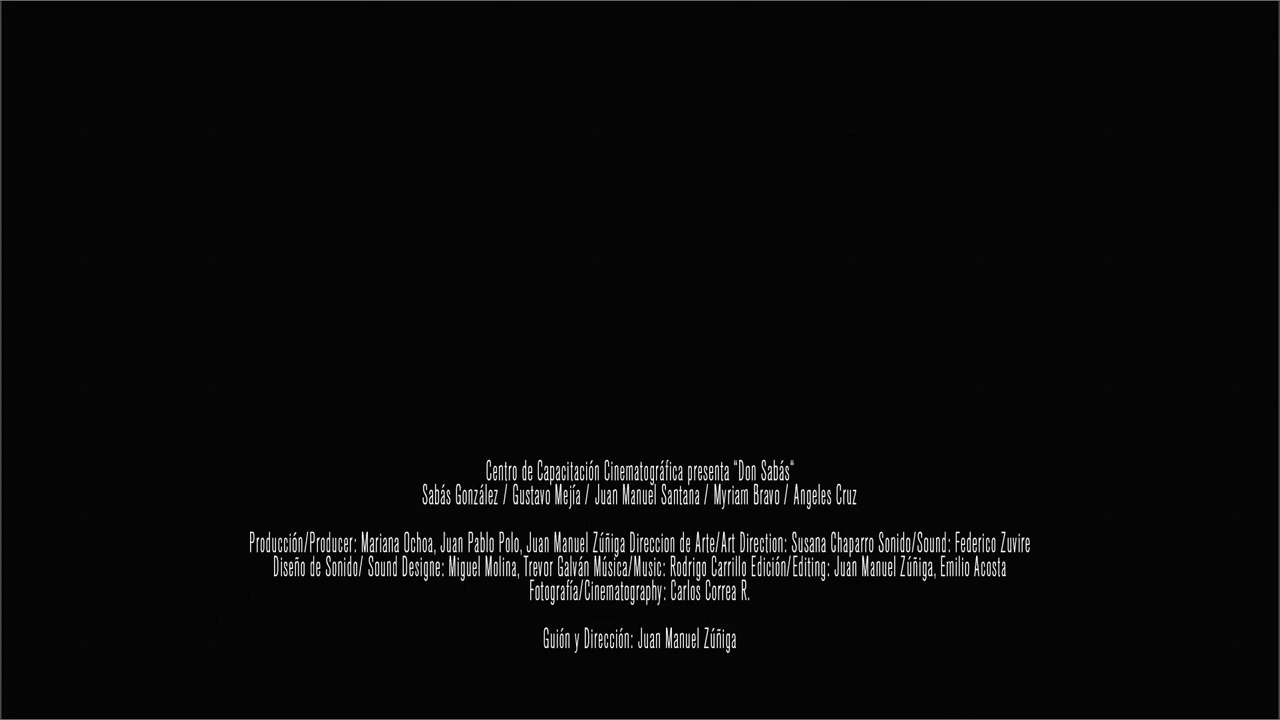 Centro de Capacitación Cinematográfica presenta "Don Sabás"
Sabás González / Gustavo Mejía / Juan Manuel Santana / Myriam Bravo / Angeles Cruz
Producción/Producer: Mariana Ochoa, Juan Pablo Polo, Juan Manuel Zúñiga Direccion de Arte/Art Direction: Susana Chaparro Sonido/Sound: Federico Zuvire
Diseño de Sonido/ Sound Designe: Miguel Molina, Trevor Galván Música/Music: Rodrigo Carrillo Edición/Editing: Juan Manuel Zúñiga, Emilio Acosta
Fotografía/Cinematography: Carlos Correa R.
Guión y Dirección: Juan Manuel Zúñiga